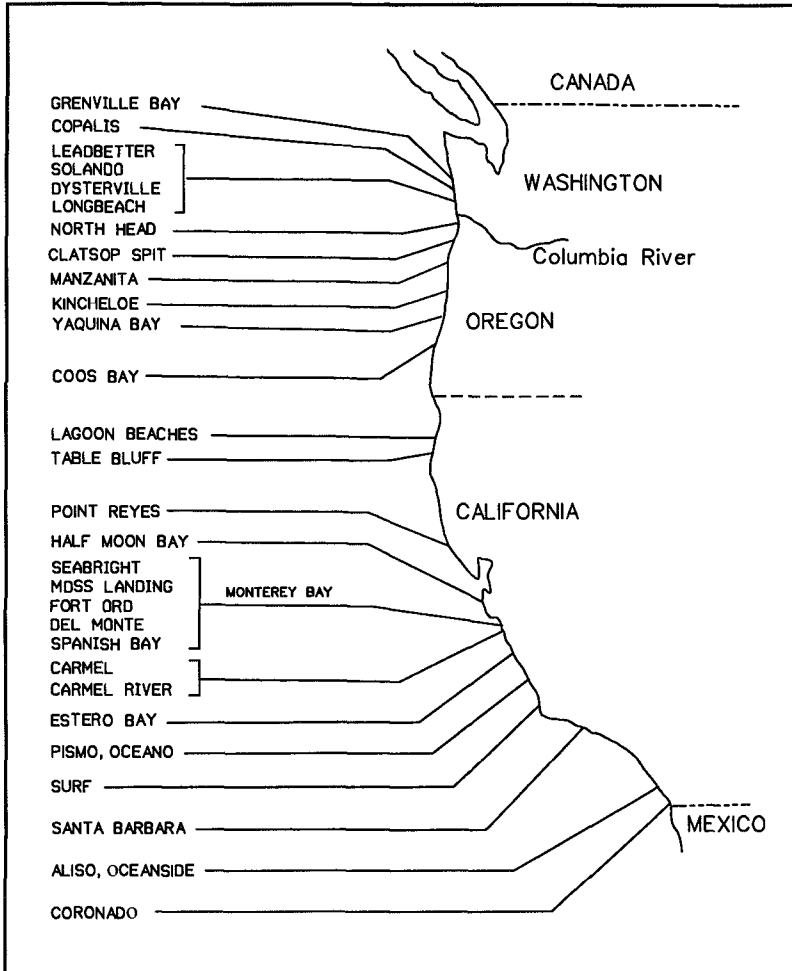 CANADA
GRENVILLE BAY
COPALIS
LEADBETTER
SOLANDO
OYSTERVILLE
LONGBEACH
WASHINGTON
NORTH HEAD
CLATSOP SPIT
Columbia River
MANZANITA
KINCHELOE
YAQUINA BAY
OREGON
COOS BAY
LAGOON BEACHES
TABLE BLUFF
POINT REYES
CALIFORNIA
HALF MOON BAY
SEABRIGHT
MOSS LANDING
FORT ORD
DEL MONTE
SPANISH BAY
MONTEREY BAY
CARMEL
CARMEL RIVER
ESTERO BAY
PISMO, OCEANO
SURF
SANTA BARBARA
MEXICO
ALISO, OCEANSIDE
CORONADO